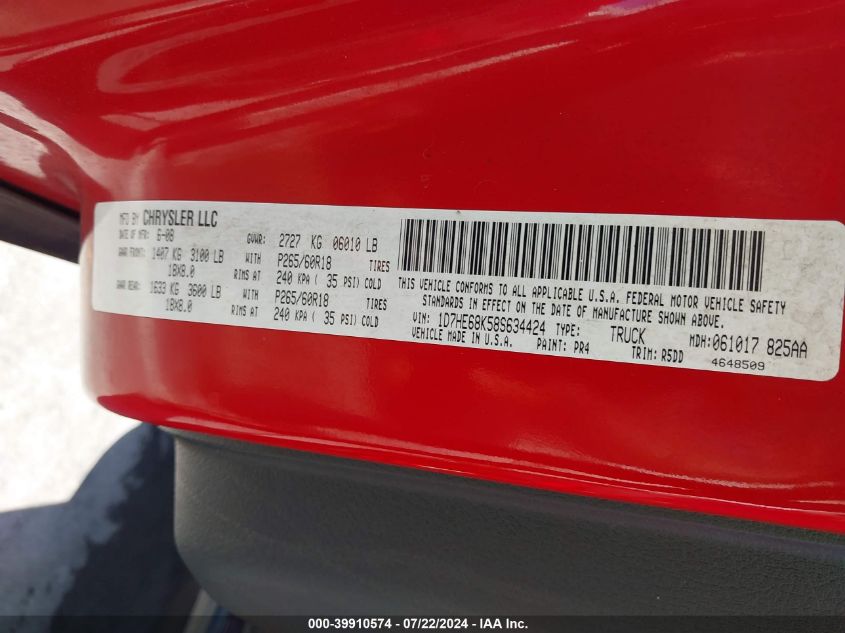 MFD BY CHRYSLER LLC
DATE OF MFR: 6-08 GVWR: 2727 KG 06010 LB
GAWR FRONT: 1407 KG 3100 LB WITH P265/60R18 TIRES
18X8.0 RIMS AT 240 KPA ( 35 PSI) COLD
GAWR REAR: 1633 KG 3600 LB WITH P265/60R18 TIRES
18X8.0 RIMS AT 240 KPA ( 35 PSI) COLD
THIS VEHICLE CONFORMS TO ALL APPLICABLE U.S.A. FEDERAL MOTOR VEHICLE SAFETY
STANDARDS IN EFFECT ON THE DATE OF MANUFACTURE SHOWN ABOVE.
VIN: 1D7HE68K58S634424 TYPE: TRUCK MDH: 061017 825AA
VEHICLE MADE IN U.S.A. PAINT: PR4 TRIM: R5DD 4648509
000-39910574 - 07/22/2024 - IAA Inc.